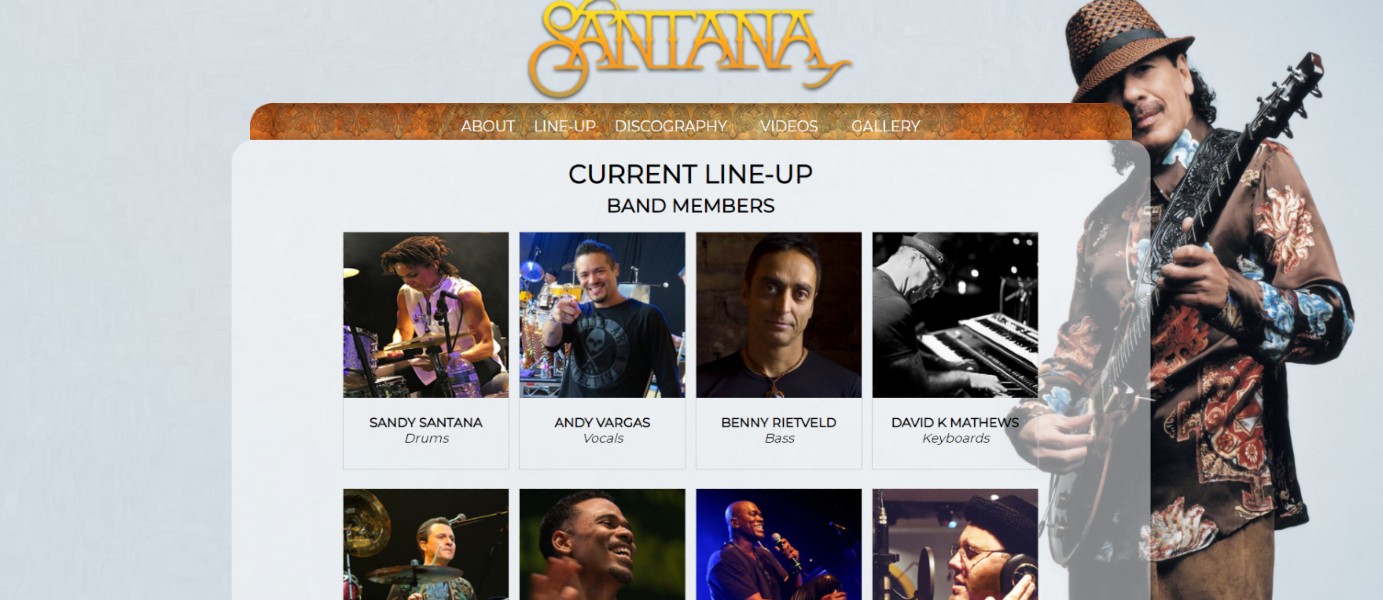 SANTANA
ABOUT LINE-UP DISCOGRAPHY VIDEOS GALLERY
CURRENT LINE-UP
BAND MEMBERS
SANDY SANTANA
Drums
ANDY VARGAS
Vocals
BENNY RIETVELD
Bass
DAVID K MATHEWS
Keyboards